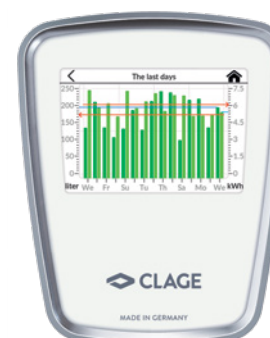 The last days
250 7.5
200 6
150 4.5
100 3
50 1.5
0 0
liter We Fr Su Tu Th Sa Mo We kWh
CLAGE
MADE IN GERMANY